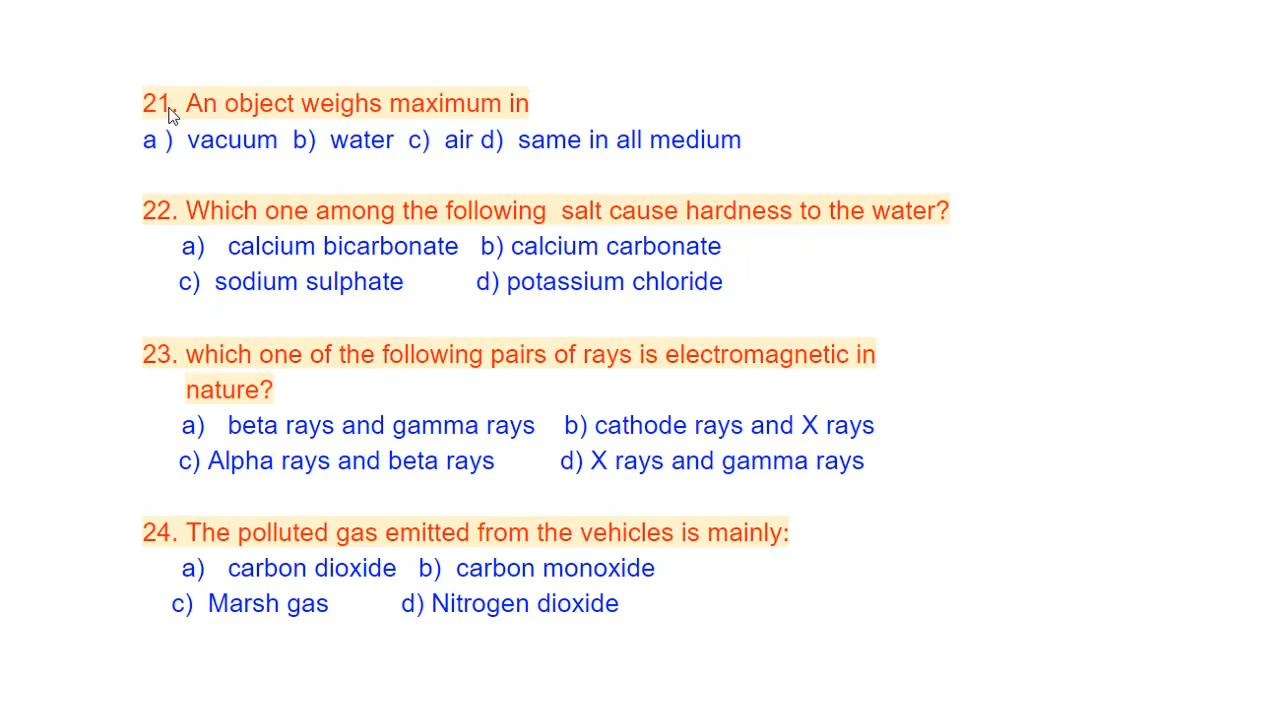 21. An object weighs maximum in
a ) vacuum b) water c) air d) same in all medium
22. Which one among the following salt cause hardness to the water?
a) calcium bicarbonate b) calcium carbonate
c) sodium sulphate d) potassium chloride
23. which one of the following pairs of rays is electromagnetic in
nature?
a) beta rays and gamma rays b) cathode rays and X rays
c) Alpha rays and beta rays d) X rays and gamma rays
24. The polluted gas emitted from the vehicles is mainly:
a) carbon dioxide b) carbon monoxide
c) Marsh gas d) Nitrogen dioxide